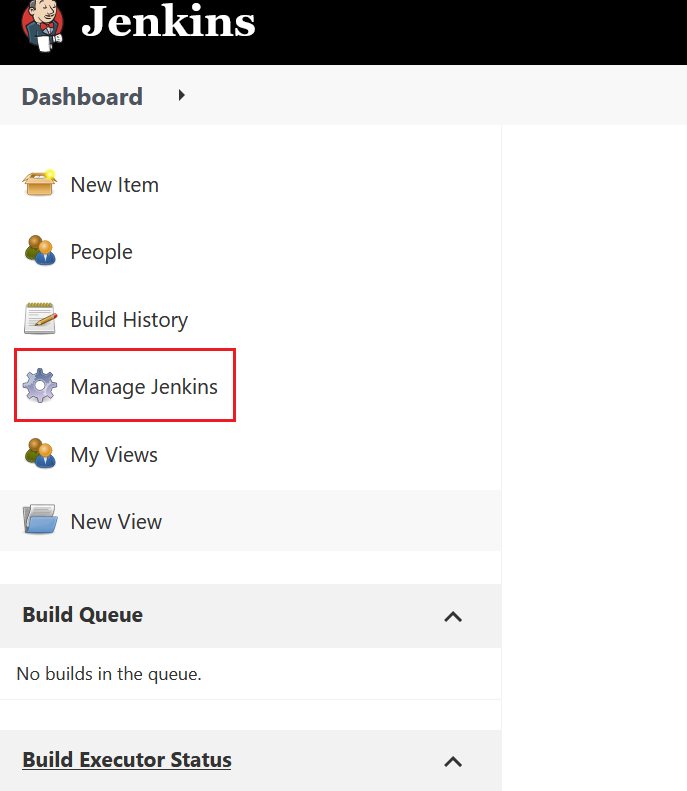 Jenkins
Dashboard
New Item
People
Build History
Manage Jenkins
My Views
New View
Build Queue
No builds in the queue.
Build Executor Status